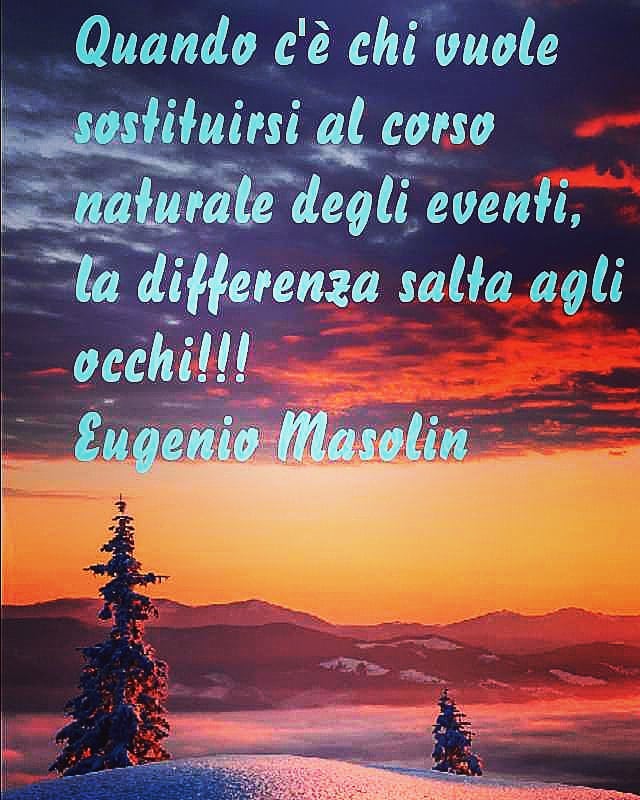 Quando c'è chi vuole
sostituirsi al corso
naturale degli eventi,
la differenza salta agli
occhi!!!
Eugenio Masolin